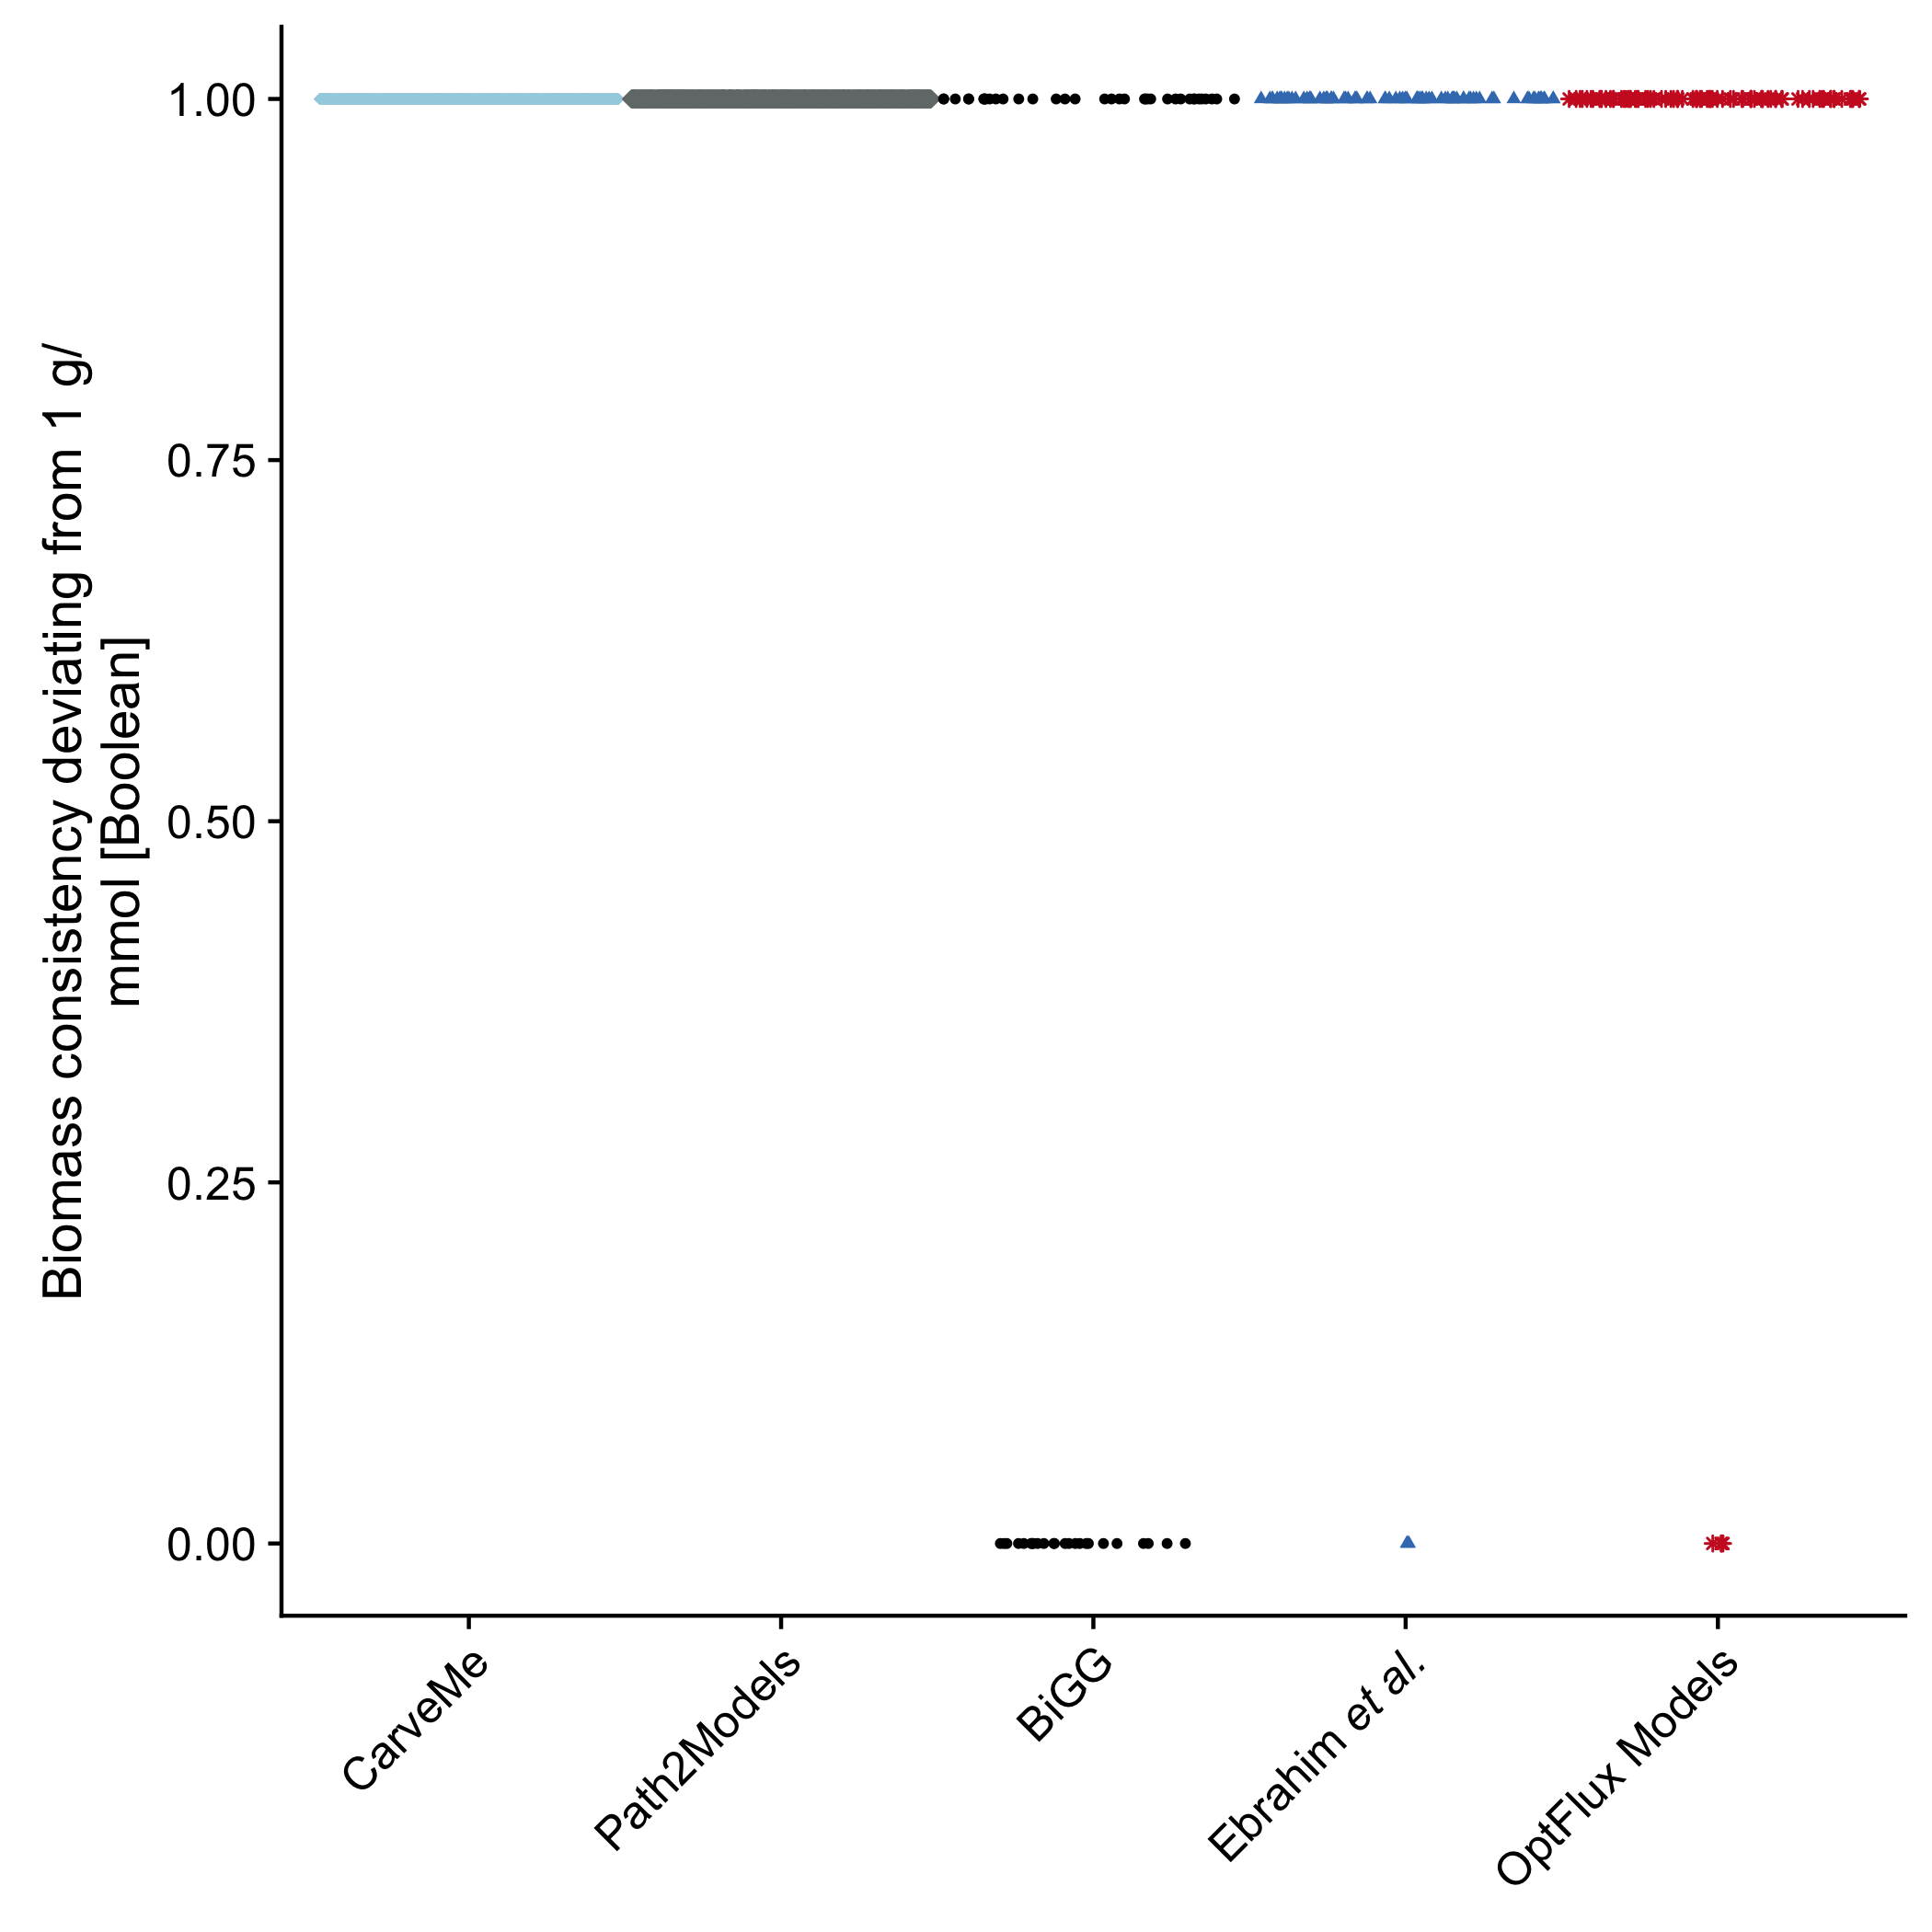 Biomass consistency deviating from 1 g/
mmol [Boolean]
1.00
0.75
0.50
0.25
0.00
CarveMe
Path2Models
BiGG
Ebrahim et al.
OptFlux Models